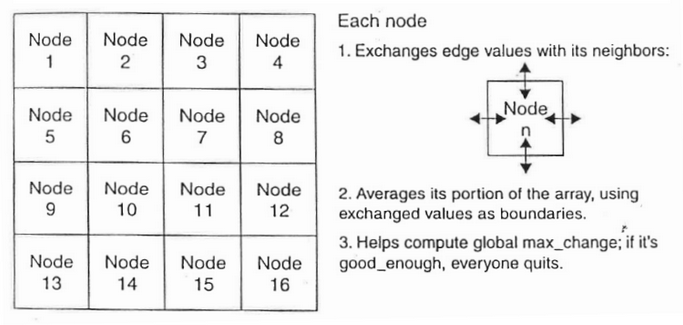 Node Node Node Node
1 2 3 4
Node Node Node Node
5 6 7 8
Node Node Node Node
9 10 11 12
Node Node Node Node
13 14 15 16
Each node
1. Exchanges edge values with its neighbors:
Node
n
2. Averages its portion of the array, using
exchanged values as boundaries.
3. Helps compute global max_change; if it's
good_enough, everyone quits.